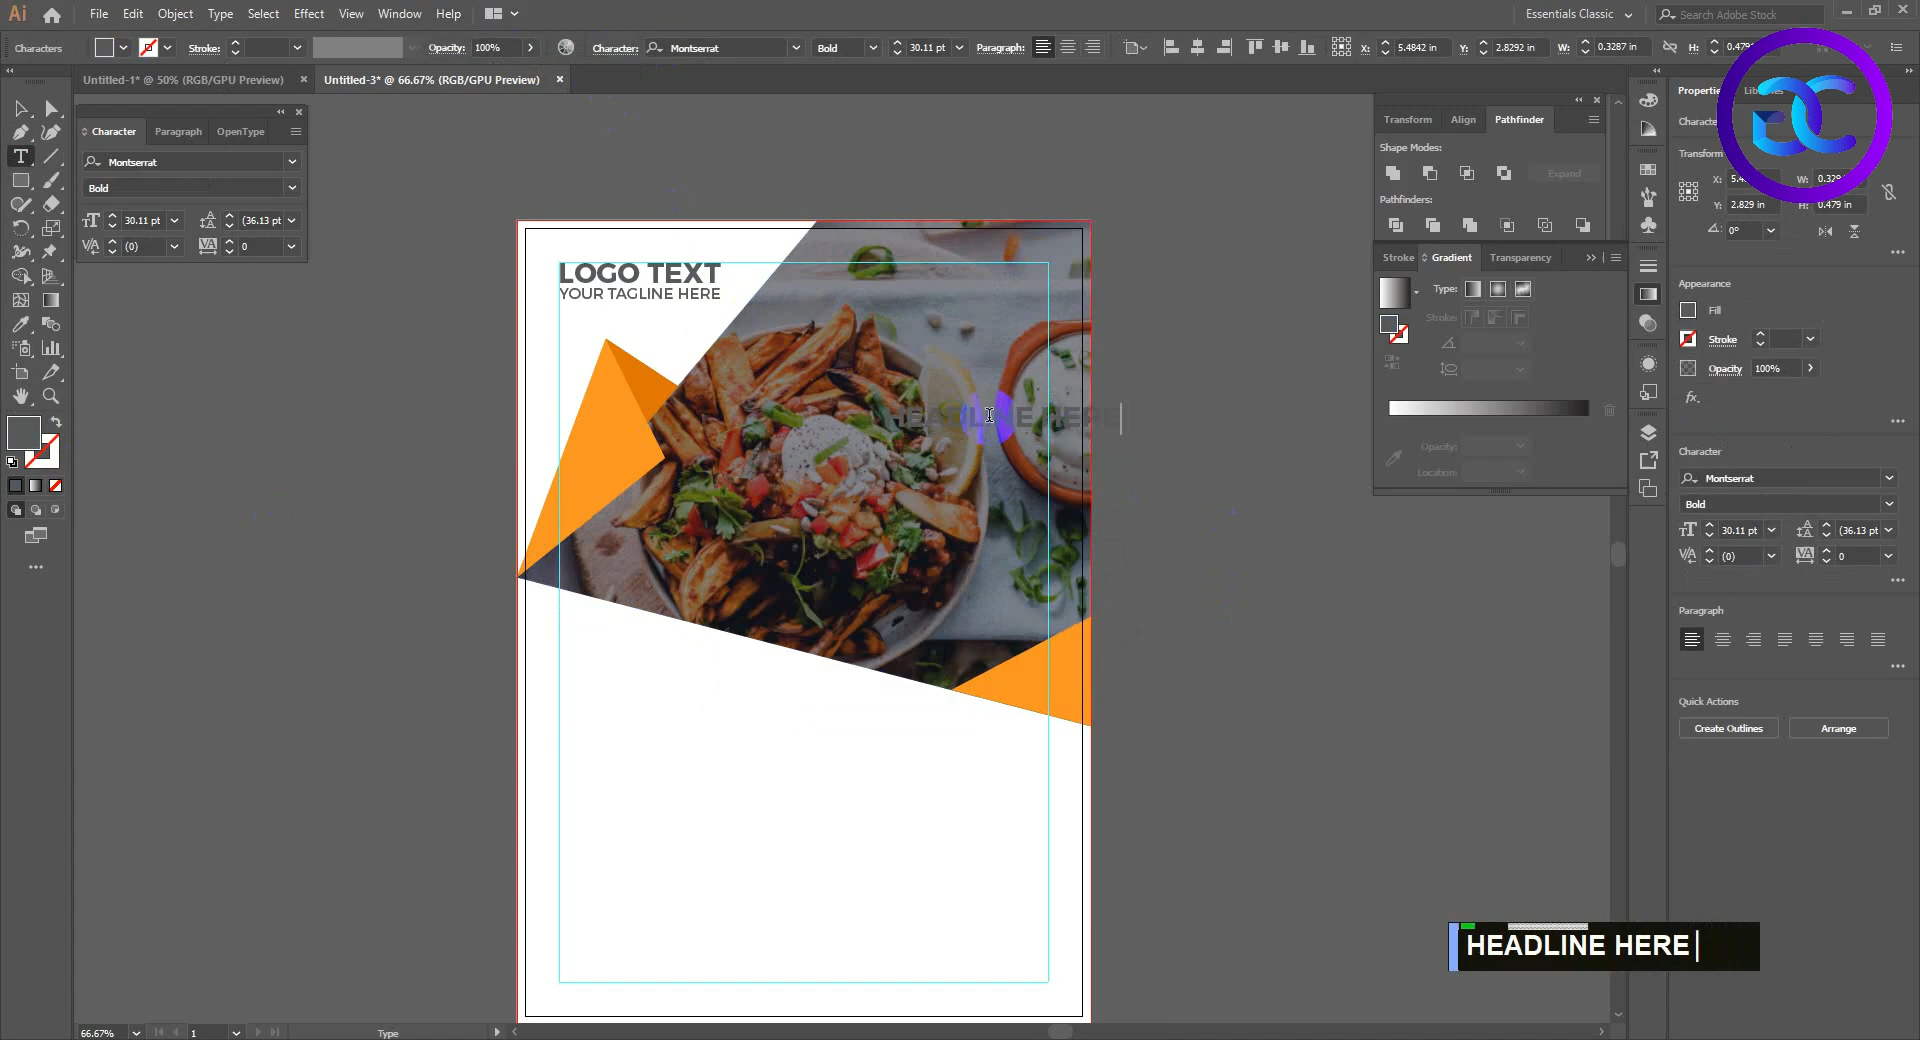 Ai File Edit Object Type Select Effect View Window Help Essentials Classic Search Adobe Stock
Characters Stroke: Opacity: 100% Character: Montserrat Bold 30.11 pt Paragraph: X: 5.4842 in Y: 2.8292 in W: 0.3287 in H:
Untitled-1* @ 50% (RGB/GPU Preview) × Untitled-3* @ 66.67% (RGB/GPU Preview) ×
Character Paragraph OpenType
Montserrat
Bold
30.11 pt (36.13 pt
(0) 0
LOGO TEXT
YOUR TAGLINE HERE
HEADLINE HERE
Transform Align Pathfinder
Shape Modes:
Expand
Pathfinders:
Stroke Gradient Transparency
Type:
Stroke:
Opacity:
Location:
Transform
X: W:
Y: 2.829 in H: 0.479 in
0°
Appearance
Fill
Stroke
Opacity 100%
fx.
Character
Montserrat
Bold
30.11 pt (36.13 pt
(0) 0
Paragraph
Quick Actions
Create Outlines Arrange
HEADLINE HERE
66.67% 1 Type